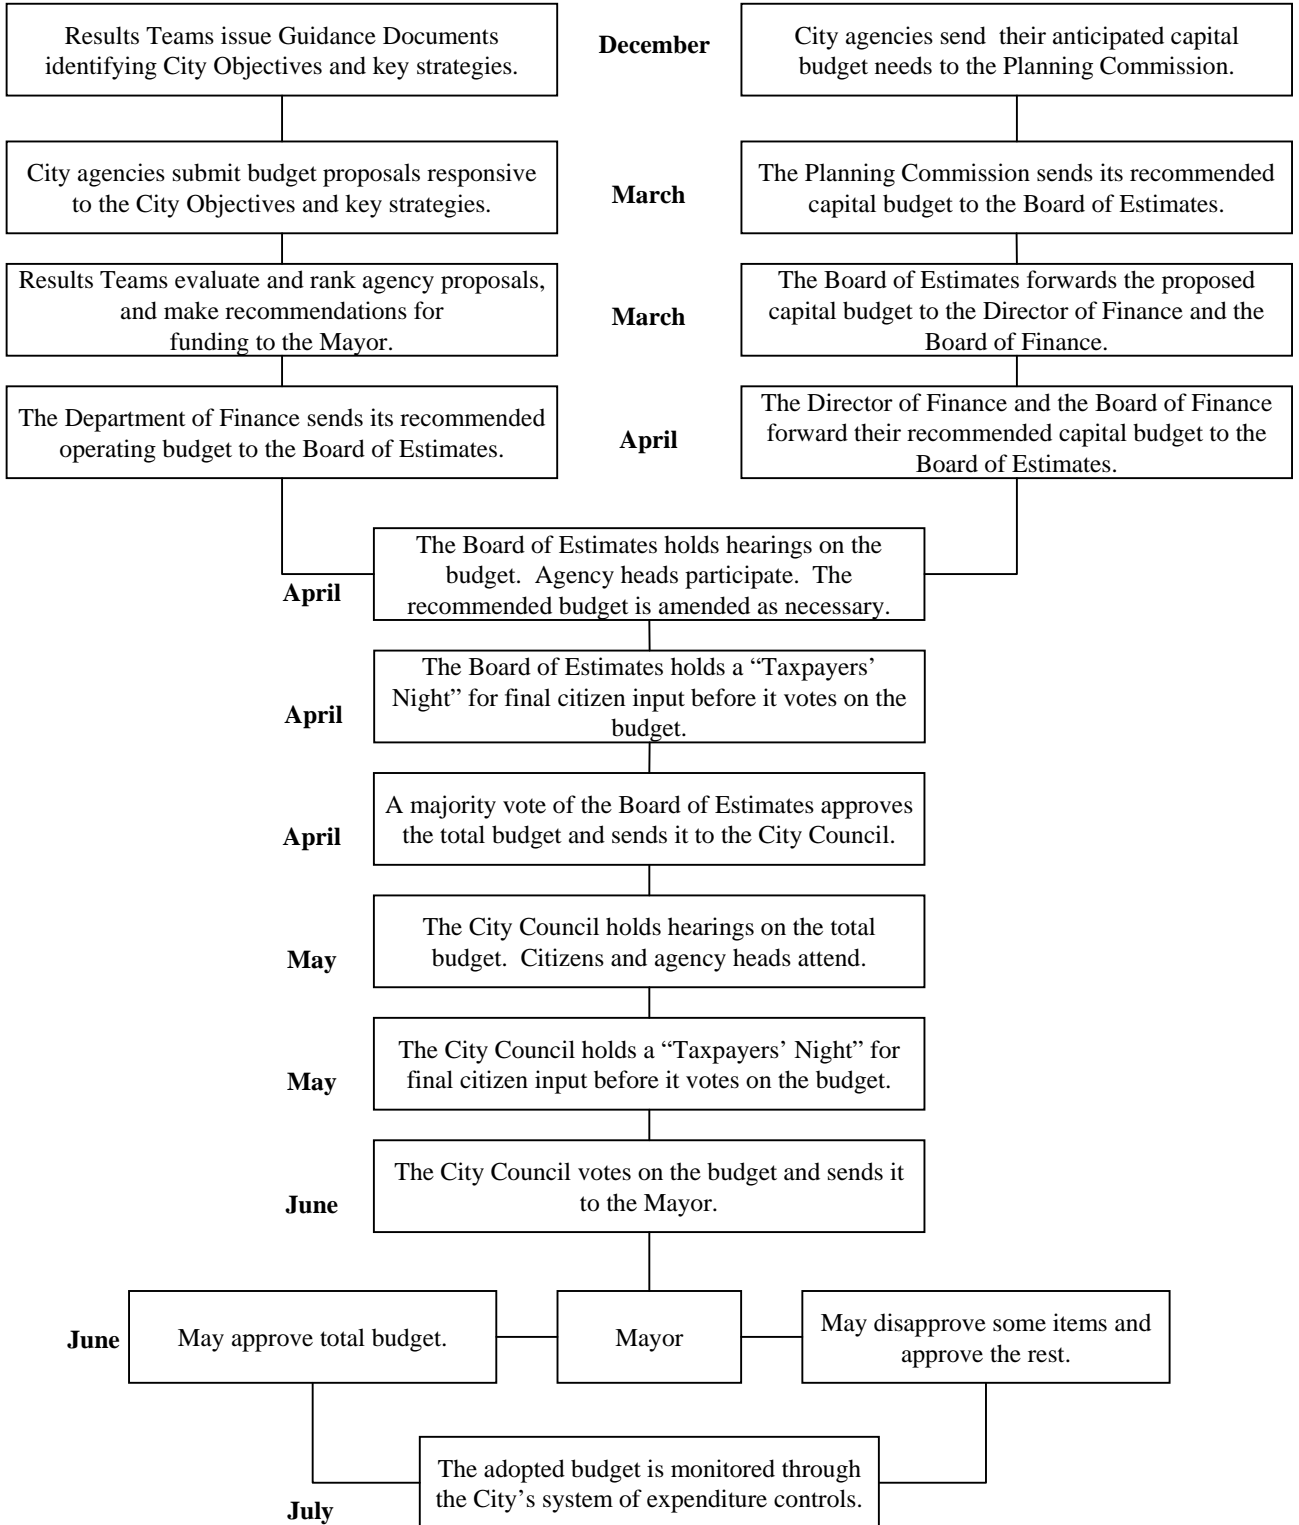 Results Teams issue Guidance Documents
identifying City Objectives and key strategies.
December
City agencies send  their anticipated capital
budget needs to the Planning Commission.
City agencies submit budget proposals responsive
to the City Objectives and key strategies.
March
The Planning Commission sends its recommended
capital budget to the Board of Estimates.
Results Teams evaluate and rank agency proposals,
and make recommendations for
funding to the Mayor.
March
The Board of Estimates forwards the proposed
capital budget to the Director of Finance and the
Board of Finance.
The Department of Finance sends its recommended
operating budget to the Board of Estimates.
April
The Director of Finance and the Board of Finance
forward their recommended capital budget to the
Board of Estimates.
April
The Board of Estimates holds hearings on the
budget.  Agency heads participate.  The
recommended budget is amended as necessary.
April
The Board of Estimates holds a “Taxpayers’
Night” for final citizen input before it votes on the
budget.
April
A majority vote of the Board of Estimates approves
the total budget and sends it to the City Council.
May
The City Council holds hearings on the total
budget.  Citizens and agency heads attend.
May
The City Council holds a “Taxpayers’ Night” for
final citizen input before it votes on the budget.
June
The City Council votes on the budget and sends it
to the Mayor.
June
May approve total budget.
Mayor
May disapprove some items and
approve the rest.
July
The adopted budget is monitored through
the City’s system of expenditure controls.